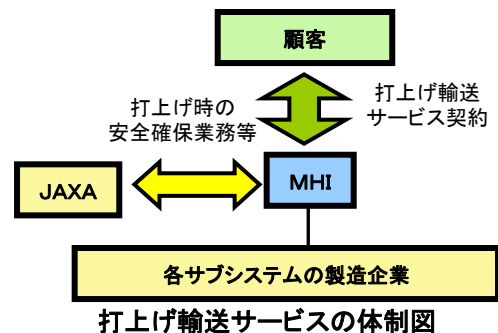 顧客
打上げ時の
安全確保業務等
打上げ輸送
サービス契約
JAXA
MHI
各サブシステムの製造企業
打上げ輸送サービスの体制図